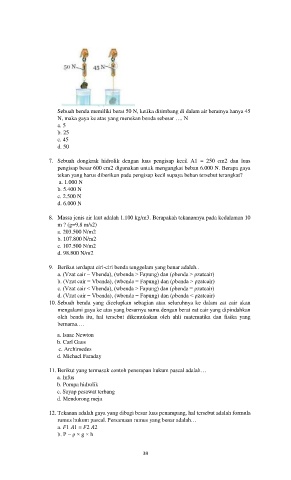 50 N
45 N
Sebuah benda memiliki berat 50 N, ketika ditimbang di dalam air beratnya hanya 45
N, maka gaya ke atas yang menekan benda sebesar …. N
a. 5
b. 25
c. 45
d. 50
7. Sebuah dongkrak hidrolik dengan luas pengisap kecil A1 = 250 cm2 dan luas
pengisap besar 600 cm2 digunakan untuk mengangkat beban 6.000 N. Berapa gaya
tekan yang harus diberikan pada pengisap kecil supaya beban tersebut terangkat?
a. 1.000 N
b. 5.400 N
c. 2.500 N
d. 6.000 N
8. Massa jenis air laut adalah 1.100 kg/m3. Berapakah tekanannya pada kedalaman 10
m ? (g=9.8 m/s2)
a. 203.500 N/m2
b. 107.800 N/m2
c. 107.500 N/m2
d. 98.800 N/m2
9. Berikut terdapat ciri-ciri benda tenggelam yang benar adalah..
a. (Vzat cair = Vbenda), (wbenda > Fapung) dan (ρbenda > ρzatcair)
b. (Vzat cair = Vbenda), (wbenda = Fapung) dan (ρbenda > ρzatcair)
c. (Vzat cair < Vbenda), (wbenda > Fapung) dan (ρbenda = ρzatcair)
d. (Vzat cair = Vbenda), (wbenda = Fapung) dan (ρbenda < ρzatcair)
10. Sebuah benda yang dicelupkan sebagian atau seluruhnya ke dalam zat cair akan
mengalami gaya ke atas yang besarnya sama dengan berat zat cair yang dipindahkan
oleh benda itu, hal tersebut dikemukakan oleh ahli matematika dan fisika yang
bernama….
a. Isaac Newton
b. Carl Gauss
c. Archimedes
d. Michael Faraday
11. Berikut yang termasuk contoh penerapan hukum pascal adalah…
a. Infus
b. Pompa hidrolik
c. Sayap pesawat terbang
d. Mendorong meja
12. Tekanan adalah gaya yang dibagi besar luas penampang, hal tersebut adalah formula
rumus hukum pascal. Persamaan rumus yang benar adalah…
a. F1 A1 = F2 A2
b. P = ρ × g × h